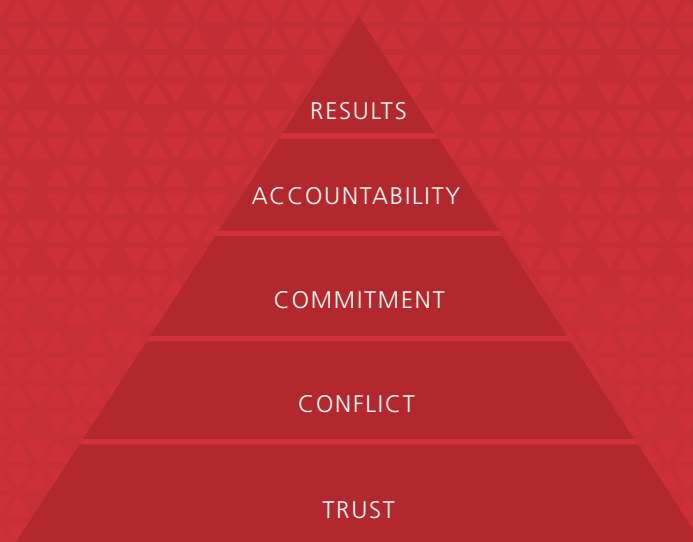 RESULTS
ACCOUNTABILITY
COMMITMENT
CONFLICT
TRUST